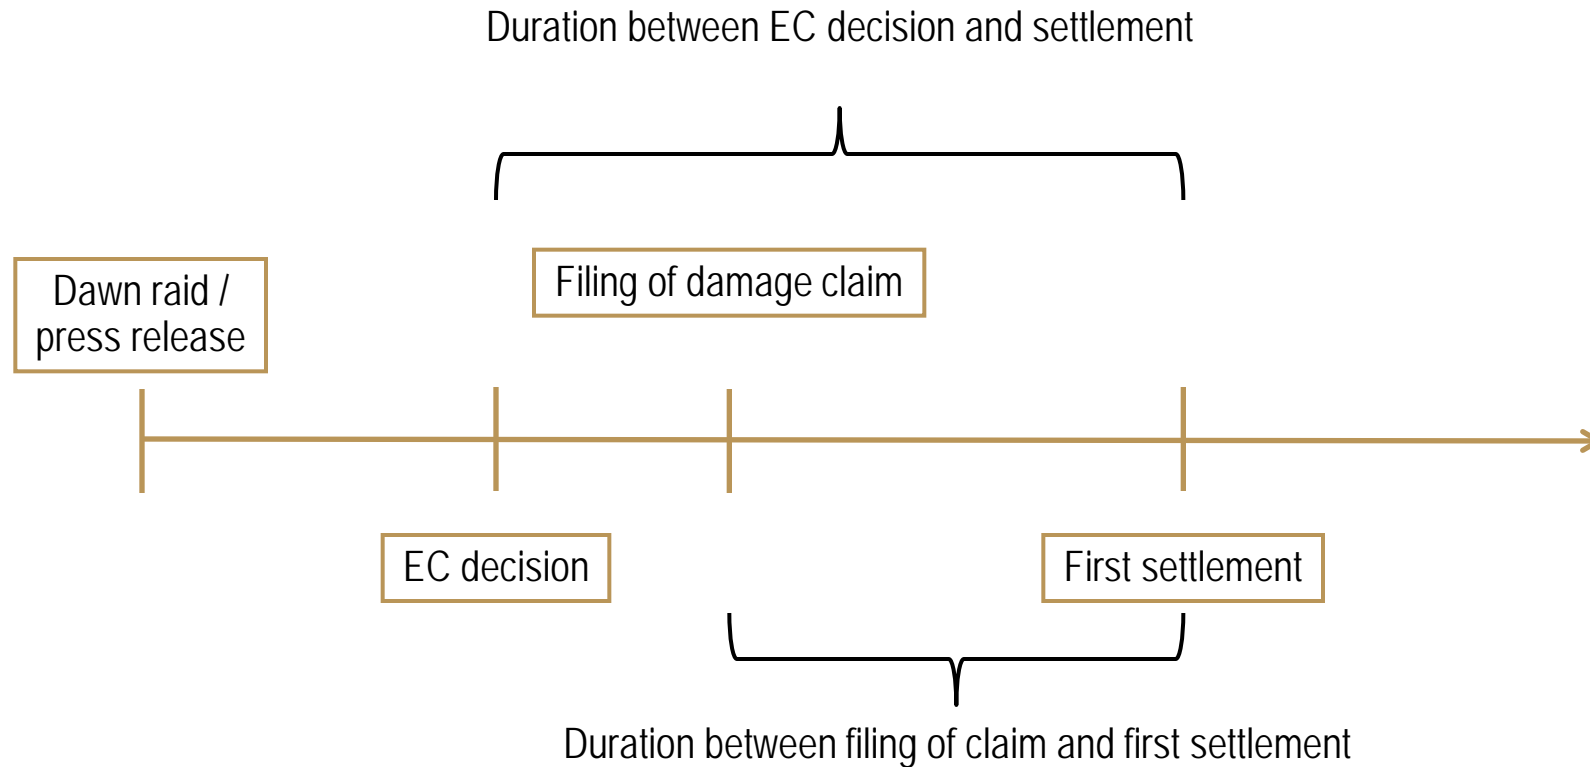 Duration between EC decision and settlement
Filing of damage claim
Dawn raid /
press release
EC decision
First settlement
Duration between filing of claim and first settlement